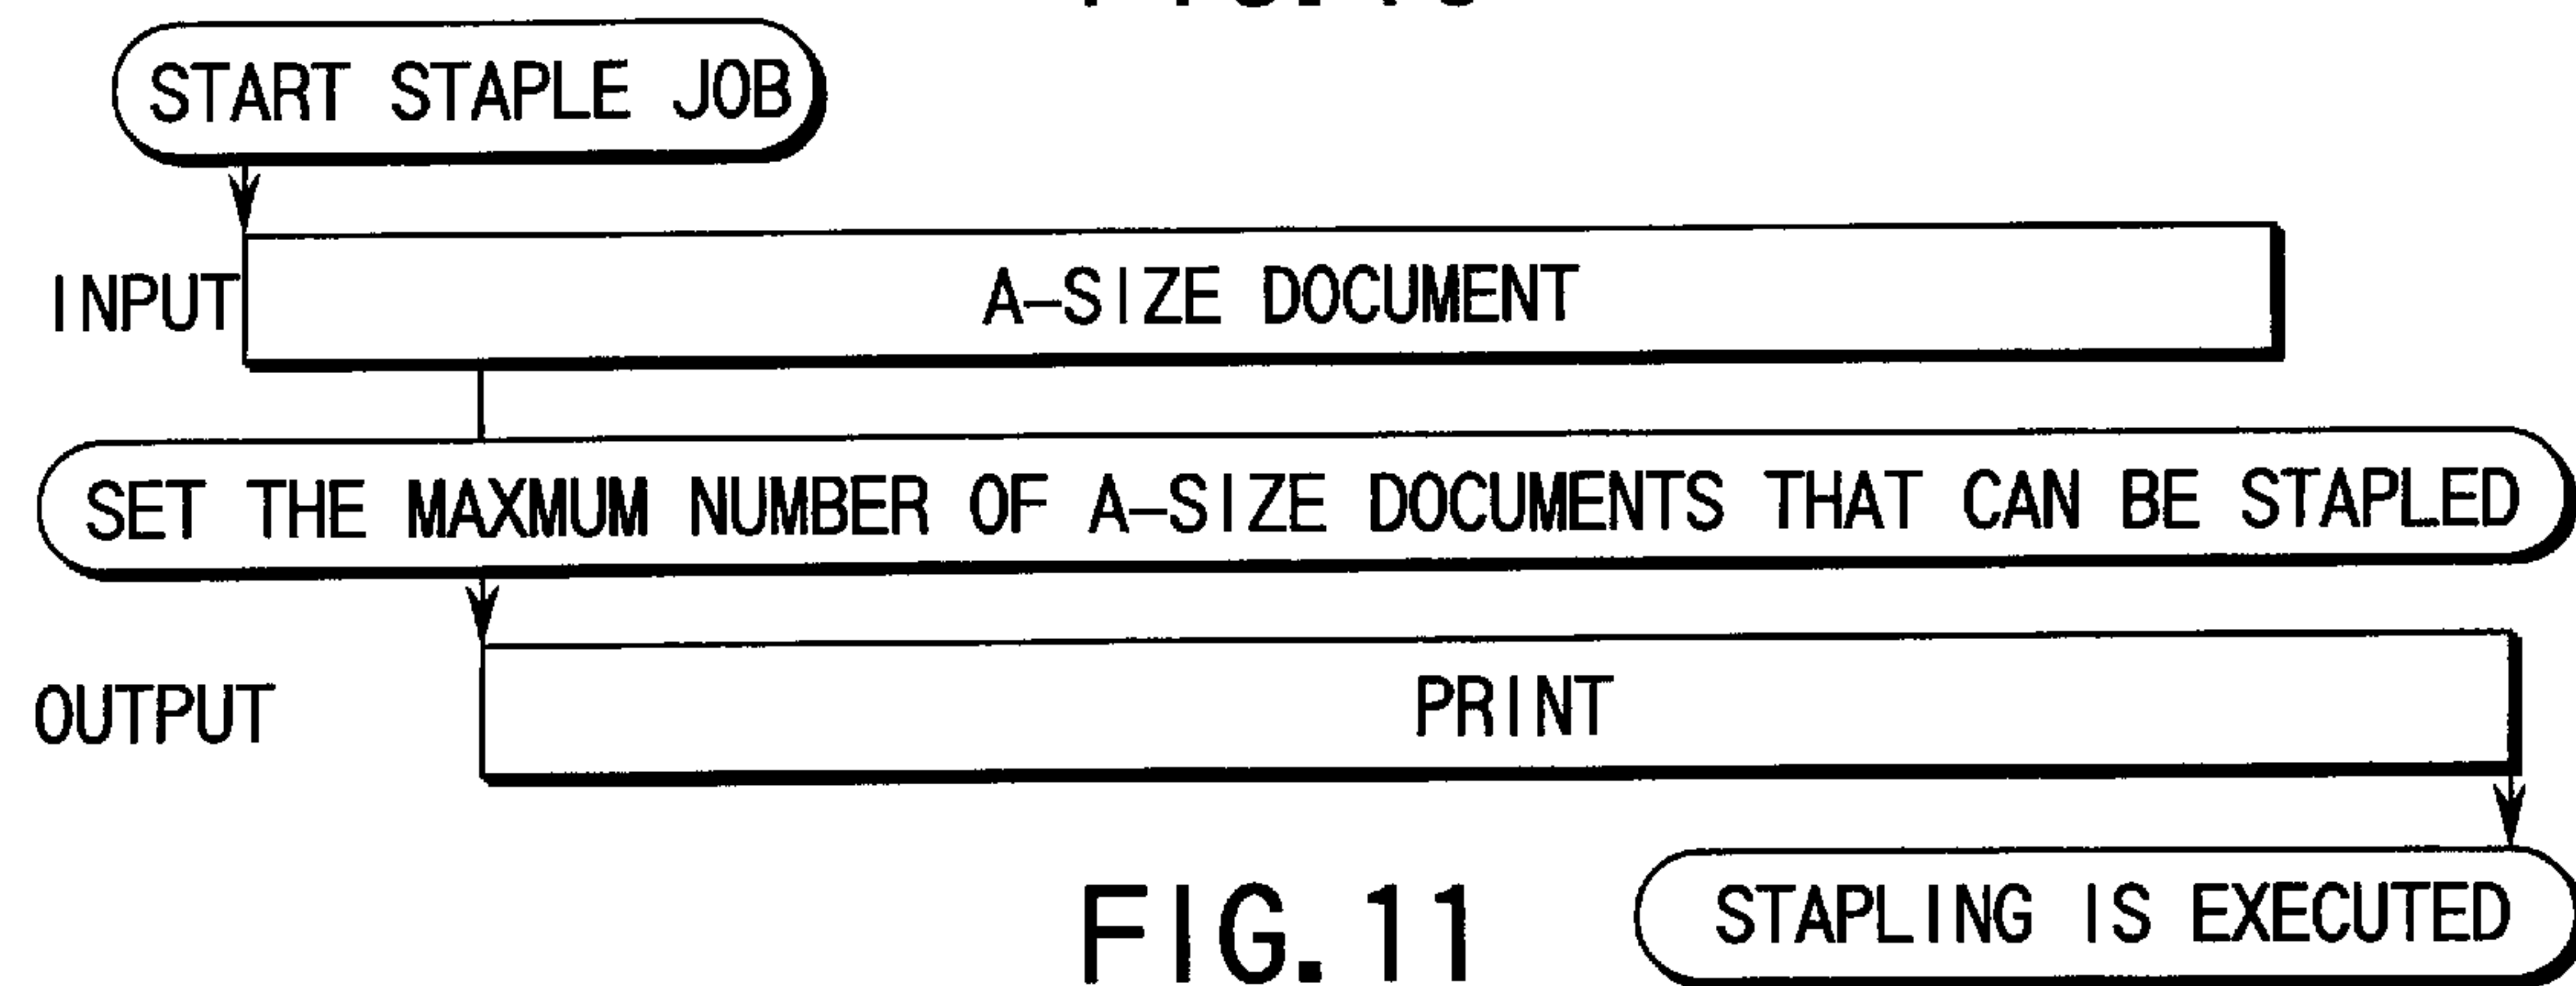 START STAPLE JOB
INPUT
A-SIZE DOCUMENT
SET THE MAXMUM NUMBER OF A-SIZE DOCUMENTS THAT CAN BE STAPLED
OUTPUT
PRINT
STAPLING IS EXECUTED
FIG. 11